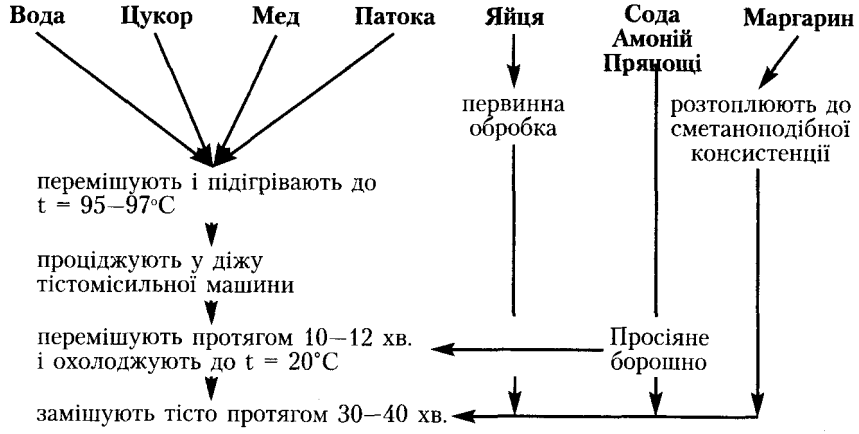 Вода
Цукор
Мед
Патока
Яйця
Сода
Амоній
Прянощі
Маргарин
первинна
обробка
розтоплюють до
сметаноподібної
консистенції
перемішують і підігрівають до
t = 95–97°С
проціджують у діжу
тістомісильної машини
перемішують протягом 10–12 хв.
і охолоджують до t = 20°С
Просіяне
борошно
замішують тісто протягом 30–40 хв.